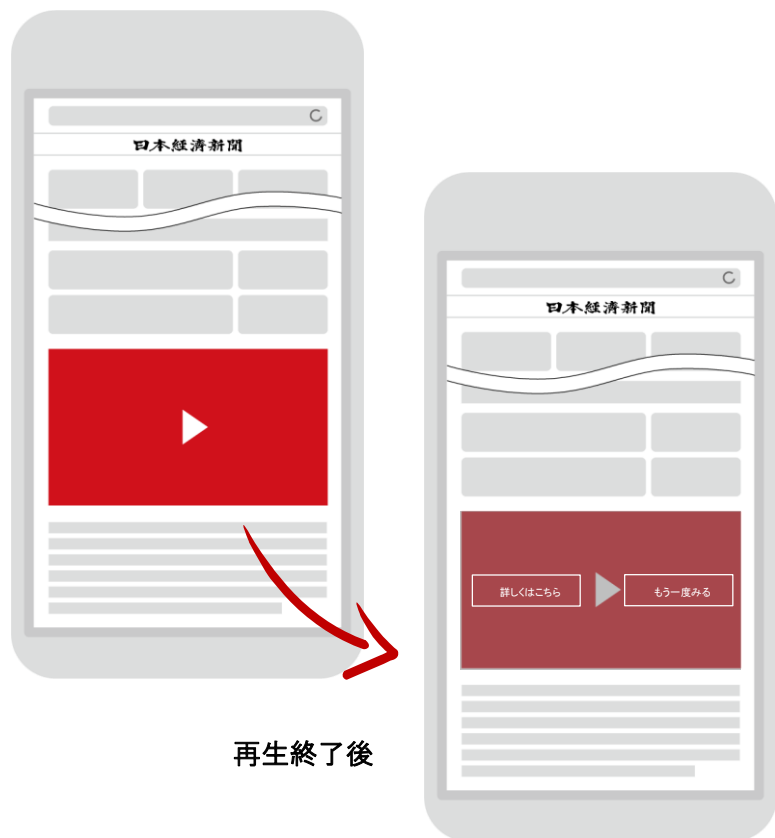 日本経済新聞
日本経済新聞
詳しくはこちら
もう一度みる
再生終了後